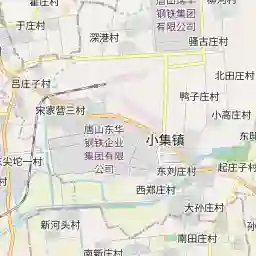 霍庄村
于庄村
深港村
钢铁集团
有限公司
骚古庄村
北田庄村
吕庄子村
鸭子庄村
宋家营三村
小高庄村
唐山东华
钢铁企业
集团有限
公司
小集镇
东尖坨村
东刘庄村
起庄子村
西郑庄村
大孙庄村
新河头村
南田庄村
南新庄村